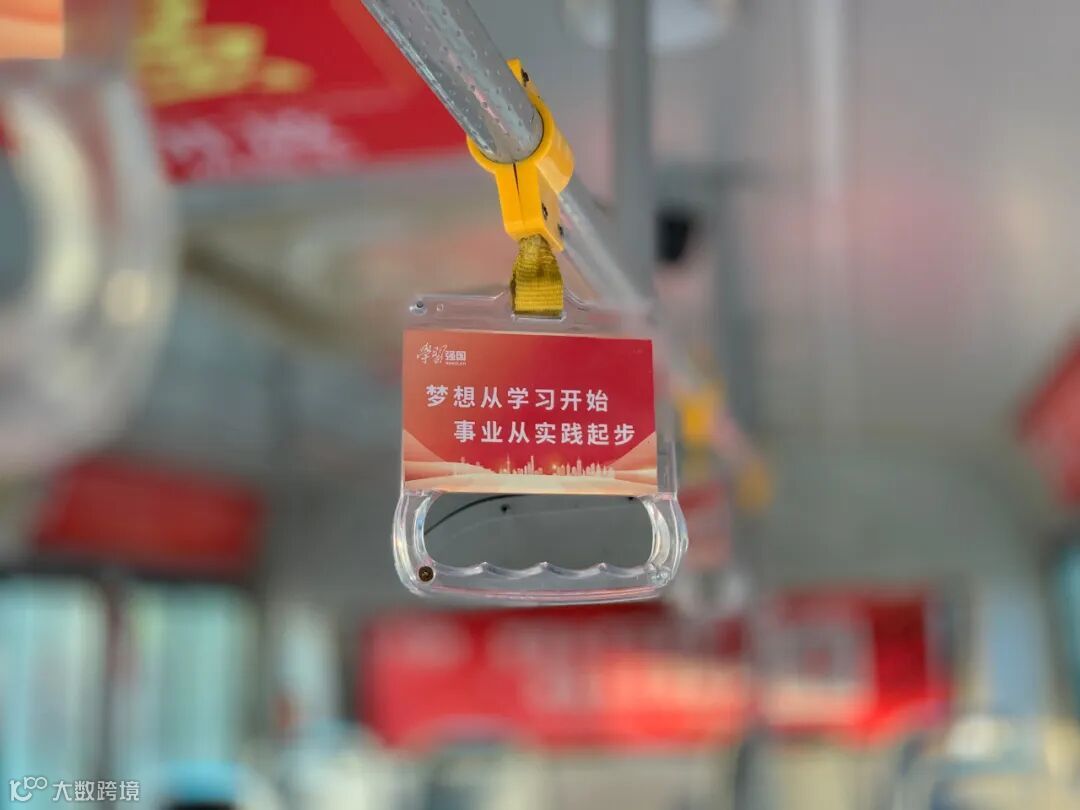 学习强国
梦想从学习开始
事业从实践起步
大数跨境